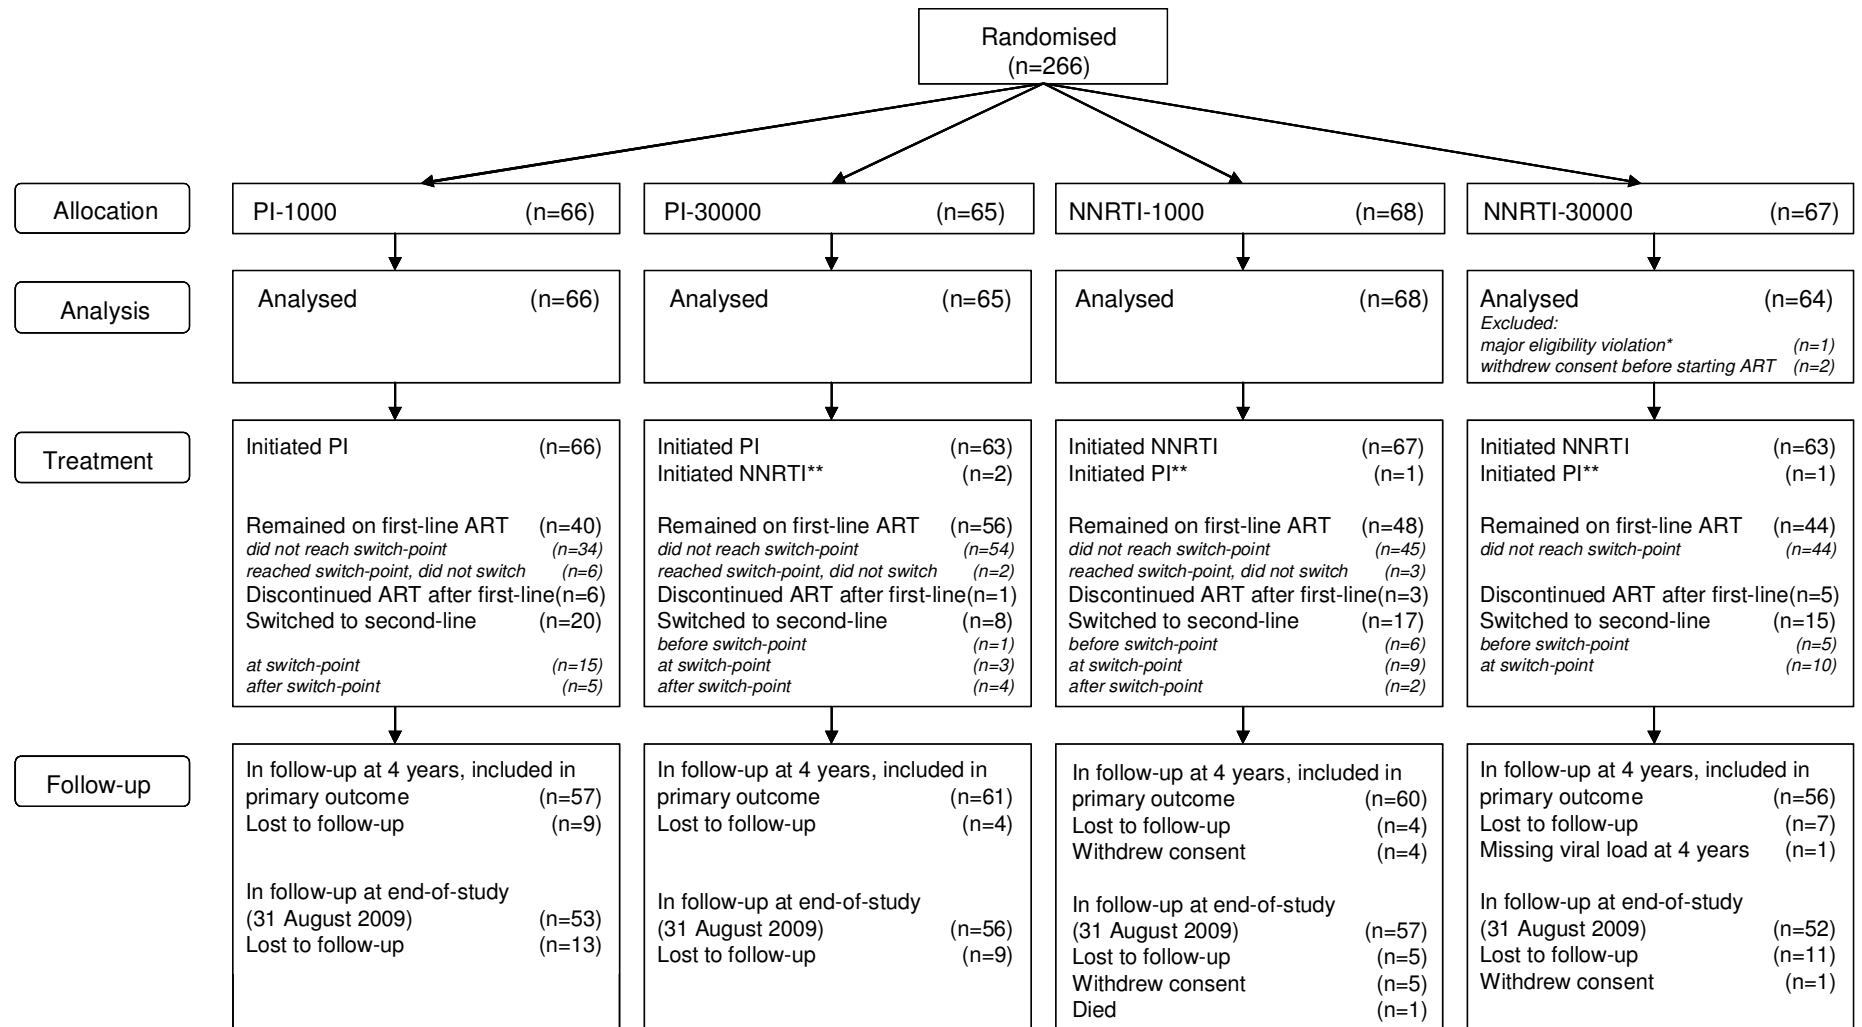 Randomised
(n=266)
Allocation
PI-1000 (n=66)
PI-30000 (n=65)
NNRTI-1000 (n=68)
NNRTI-30000 (n=67)
Analysis
Analysed (n=66)
Analysed (n=65)
Analysed (n=68)
Analysed (n=64)
Excluded:
major eligibility violation* (n=1)
withdrew consent before starting ART (n=2)
Treatment
Initiated PI (n=66)
Remained on first-line ART (n=40)
did not reach switch-point (n=34)
reached switch-point, did not switch (n=6)
Discontinued ART after first-line(n=6)
Switched to second-line (n=20)
at switch-point (n=15)
after switch-point (n=5)
Initiated PI (n=63)
Initiated NNRTI** (n=2)
Remained on first-line ART (n=56)
did not reach switch-point (n=54)
reached switch-point, did not switch (n=2)
Discontinued ART after first-line(n=1)
Switched to second-line (n=8)
before switch-point (n=1)
at switch-point (n=3)
after switch-point (n=4)
Initiated NNRTI (n=67)
Initiated PI** (n=1)
Remained on first-line ART (n=48)
did not reach switch-point (n=45)
reached switch-point, did not switch (n=3)
Discontinued ART after first-line(n=3)
Switched to second-line (n=17)
before switch-point (n=6)
at switch-point (n=9)
after switch-point (n=2)
Initiated NNRTI (n=63)
Initiated PI** (n=1)
Remained on first-line ART (n=44)
did not reach switch-point (n=44)
Discontinued ART after first-line(n=5)
Switched to second-line (n=15)
before switch-point (n=5)
at switch-point (n=10)
Follow-up
In follow-up at 4 years, included in
primary outcome (n=57)
Lost to follow-up (n=9)
In follow-up at end-of-study
(31 August 2009) (n=53)
Lost to follow-up (n=13)
In follow-up at 4 years, included in
primary outcome (n=61)
Lost to follow-up (n=4)
In follow-up at end-of-study
(31 August 2009) (n=56)
Lost to follow-up (n=9)
In follow-up at 4 years, included in
primary outcome (n=60)
Lost to follow-up (n=4)
Withdrew consent (n=4)
In follow-up at end-of-study
(31 August 2009) (n=57)
Lost to follow-up (n=5)
Withdrew consent (n=5)
Died (n=1)
In follow-up at 4 years, included in
primary outcome (n=56)
Lost to follow-up (n=7)
Missing viral load at 4 years (n=1)
In follow-up at end-of-study
(31 August 2009) (n=52)
Lost to follow-up (n=11)
Withdrew consent (n=1)